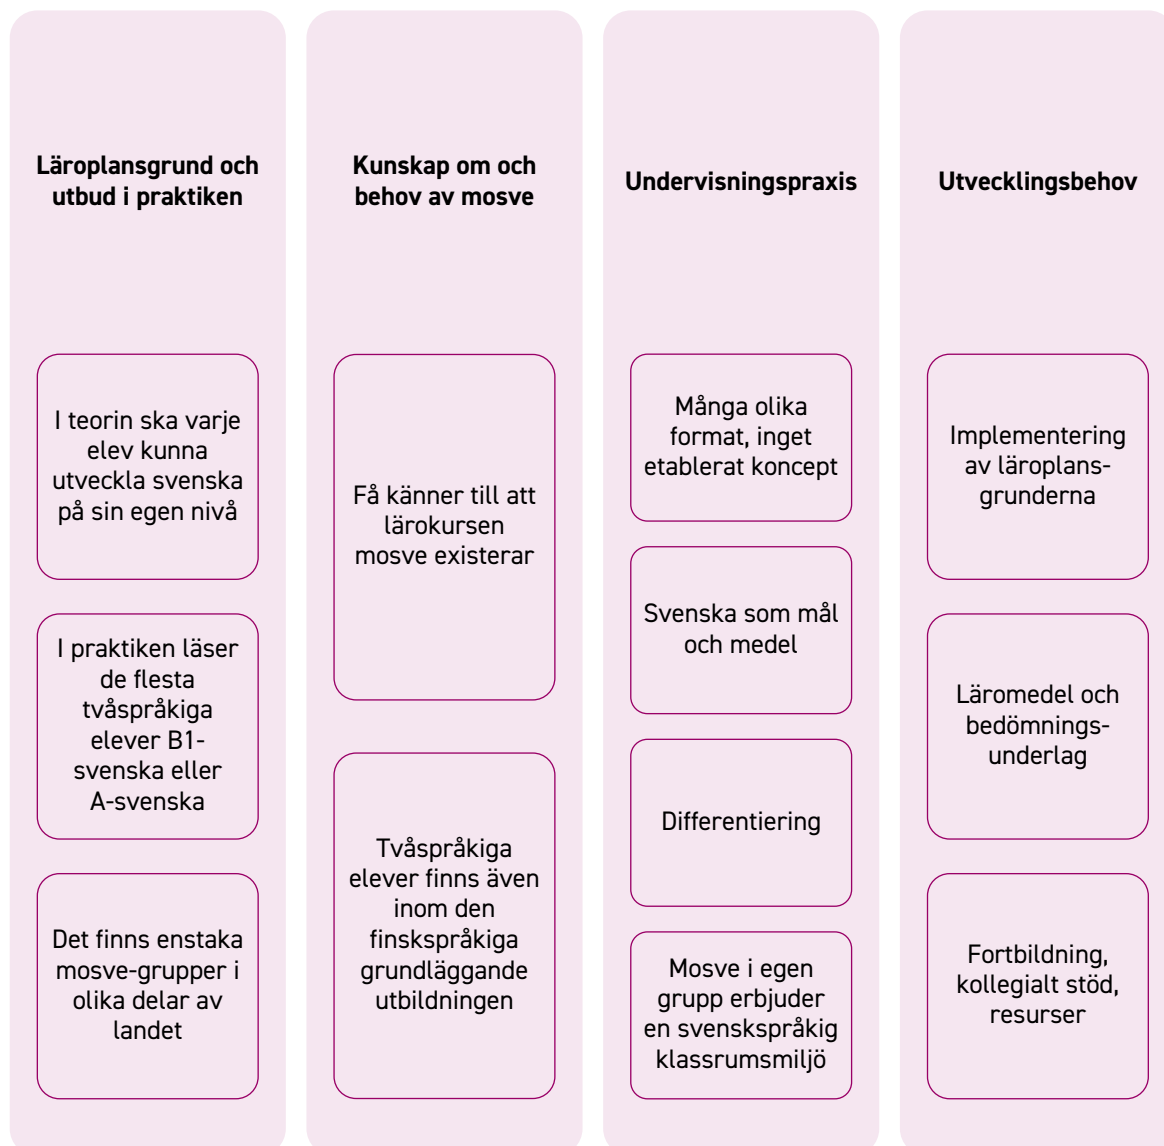 Läroplansgrund och
utbud i praktiken
I teorin ska varje
elev kunna
utveckla svenska
på sin egen nivå
I praktiken läser
de flesta
tvåspråkiga
elever B1-
svenska eller
A-svenska
Det finns enstaka
mosve-grupper i
olika delar av
landet
Kunskap om och
behov av mosve
Få känner till att
lärokursen
mosve existerar
Tvåspråkiga
elever finns även
inom den
finskspråkiga
grundläggande
utbildningen
Undervisningspraxis
Många olika
format, inget
etablerat koncept
Svenska som mål
och medel
Differentiering
Mosve i egen
grupp erbjuder
en svenskspråkig
klassrumsmiljö
Utvecklingsbehov
Implementering
av läroplans-
grunderna
Läromedel och
bedömnings-
underlag
Fortbildning,
kollegialt stöd,
resurser